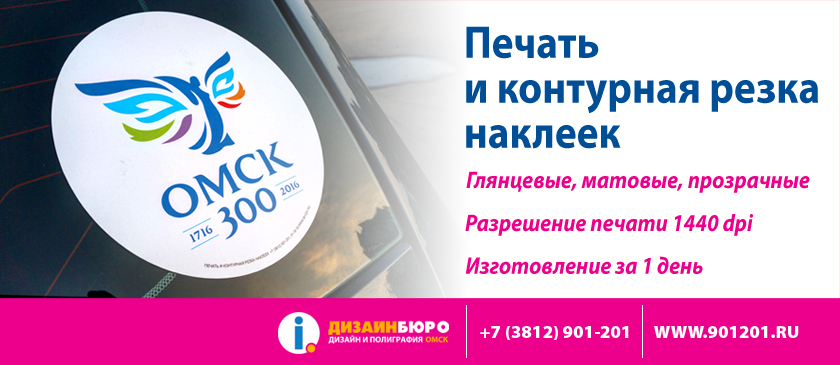 Печать
и контурная резка
наклеек
Глянцевые, матовые, прозрачные
Разрешение печати 1440 dpi
Изготовление за 1 день
ОМСК
1716 300 2016
ДИЗАЙНБЮРО
ДИЗАЙН И ПОЛИГРАФИЯ ОМСК
+7 (3812) 901-201
WWW.901201.RU